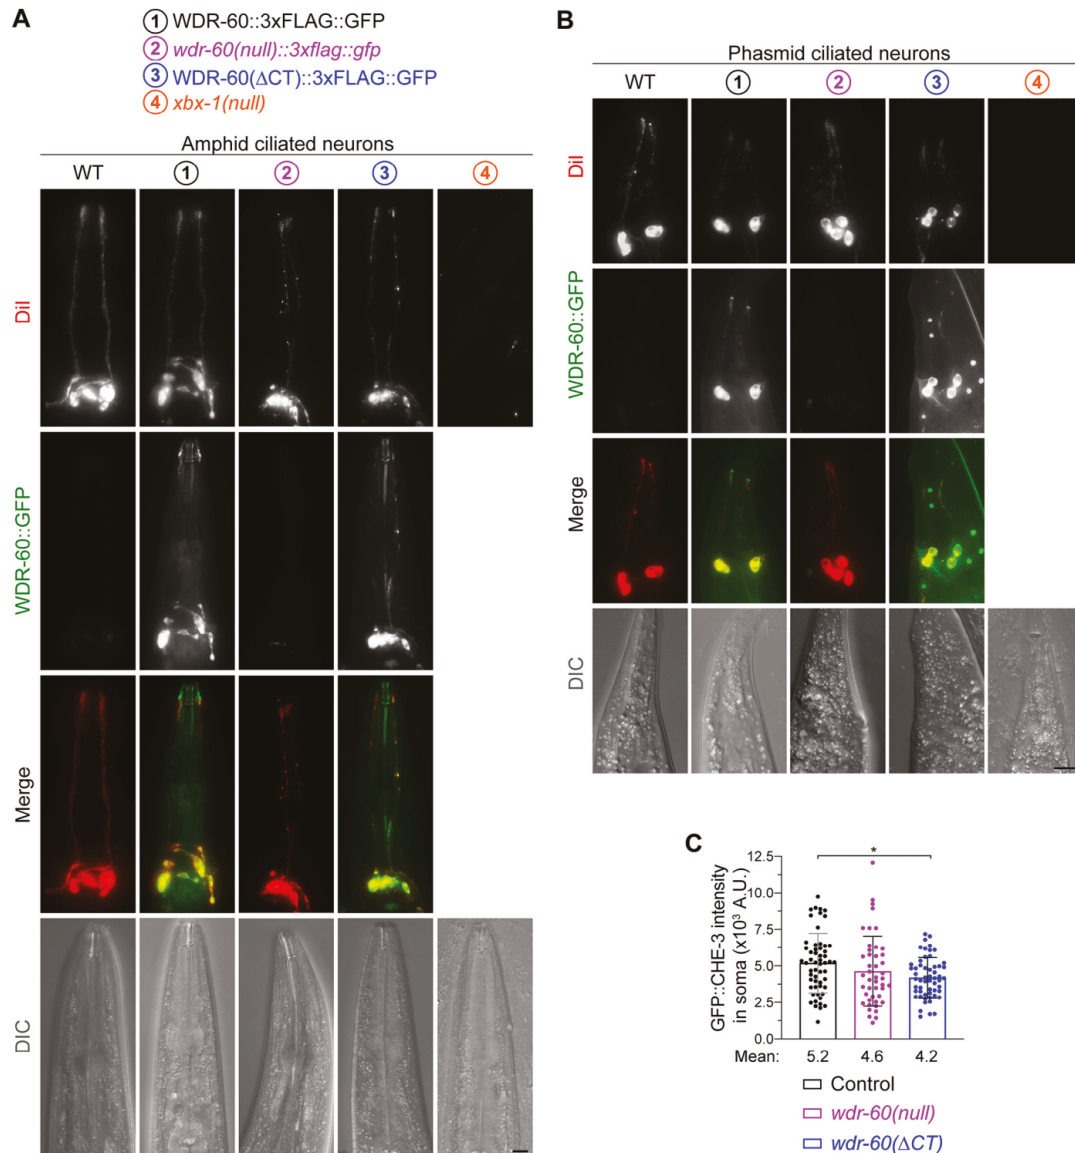 A
① WDR-60::3xFLAG::GFP
② wdr-60(null)::3xflag::gfp
③ WDR-60(ΔCT)::3xFLAG::GFP
④ xbx-1(null)
Amphid ciliated neurons
WT ① ② ③ ④
DiI
WDR-60::GFP
Merge
DIC
B
Phasmid ciliated neurons
WT ① ② ③ ④
DiI
WDR-60::GFP
Merge
DIC
C
GFP::CHE-3 intensity
in soma (x10³ A.U.)
12.5
10.0
7.5
5.0
2.5
0.0
*
Mean: 5.2 4.6 4.2
Control
wdr-60(null)
wdr-60(ΔCT)